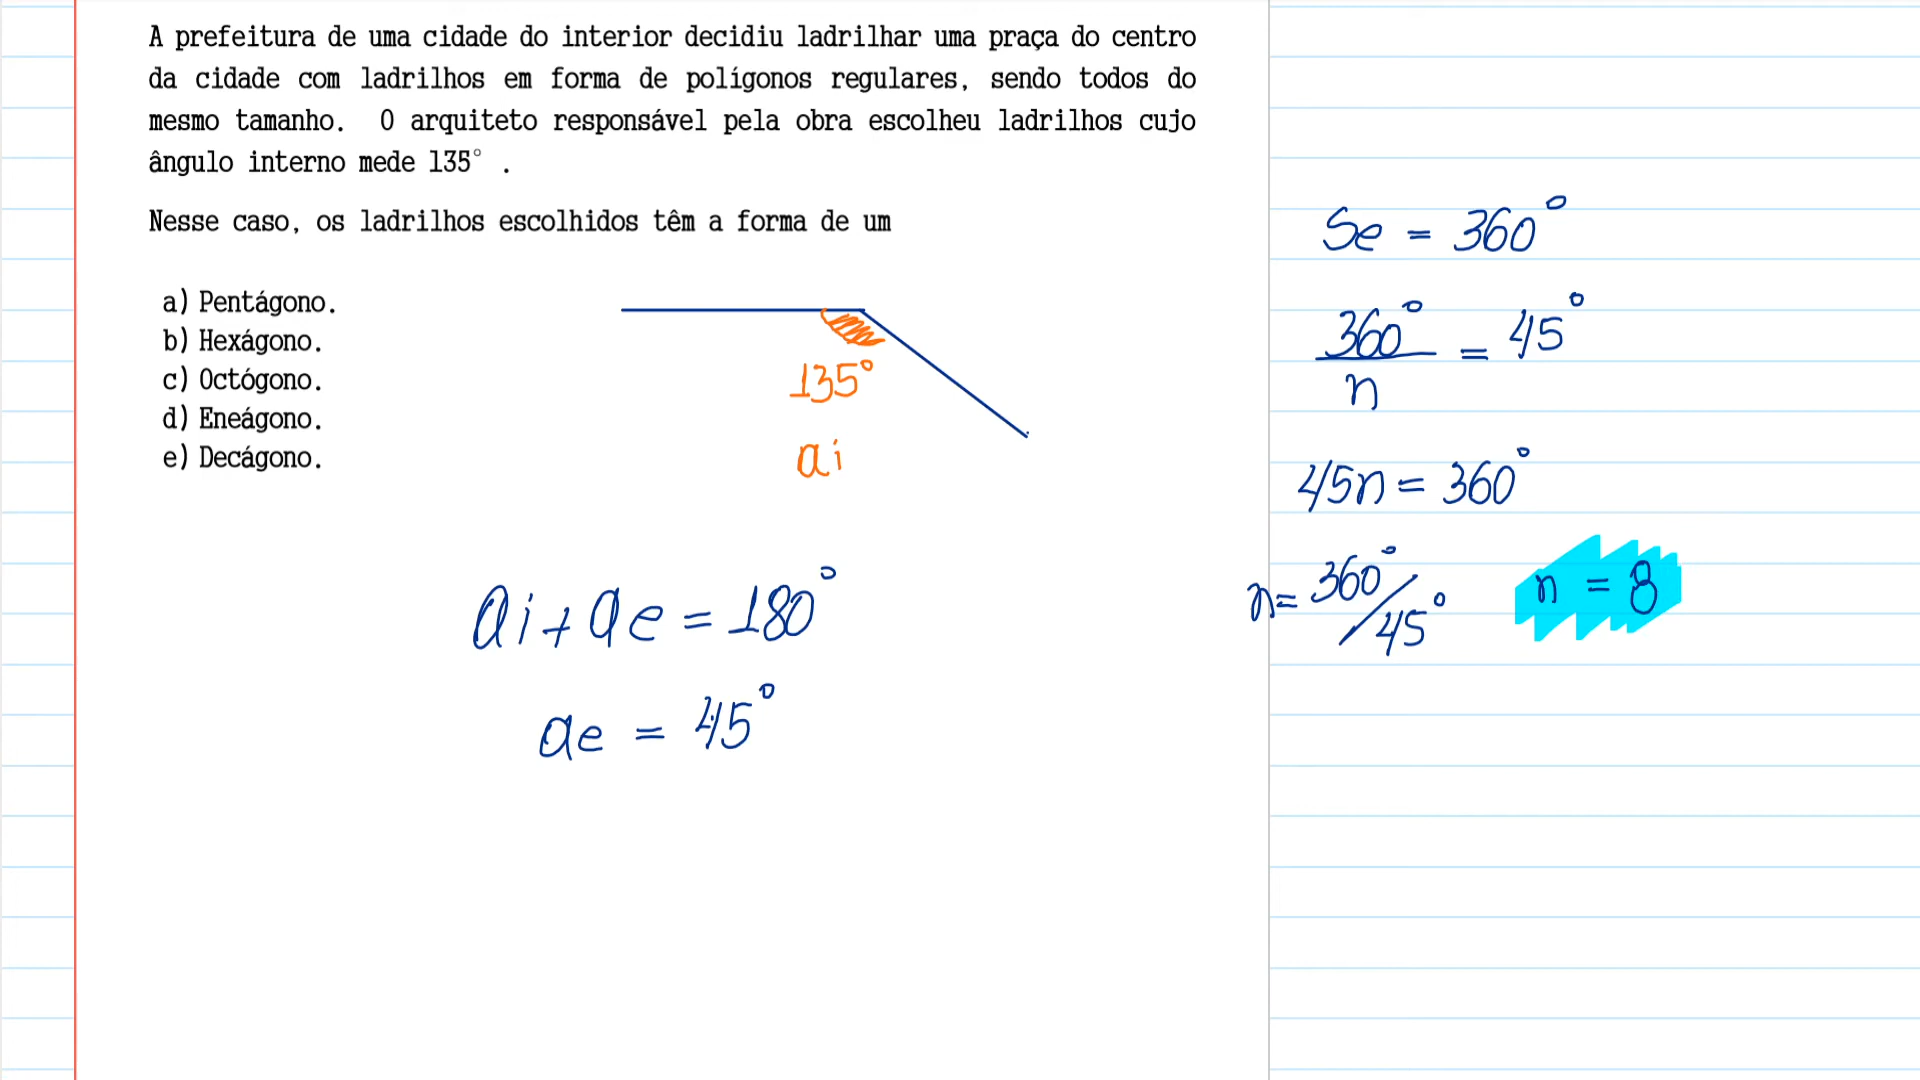 A prefeitura de uma cidade do interior decidiu ladrilhar uma praça do centro
da cidade com ladrilhos em forma de polígonos regulares, sendo todos do
mesmo tamanho. O arquiteto responsável pela obra escolheu ladrilhos cujo
ângulo interno mede 135° .
Nesse caso, os ladrilhos escolhidos têm a forma de um
a) Pentágono.
b) Hexágono.
c) Octógono.
d) Eneágono.
e) Decágono.
135°
ai
ai + ae = 180°
ae = 45°
Se = 360°
360°/n = 45°
45n = 360°
n = 360°/45° n = 8